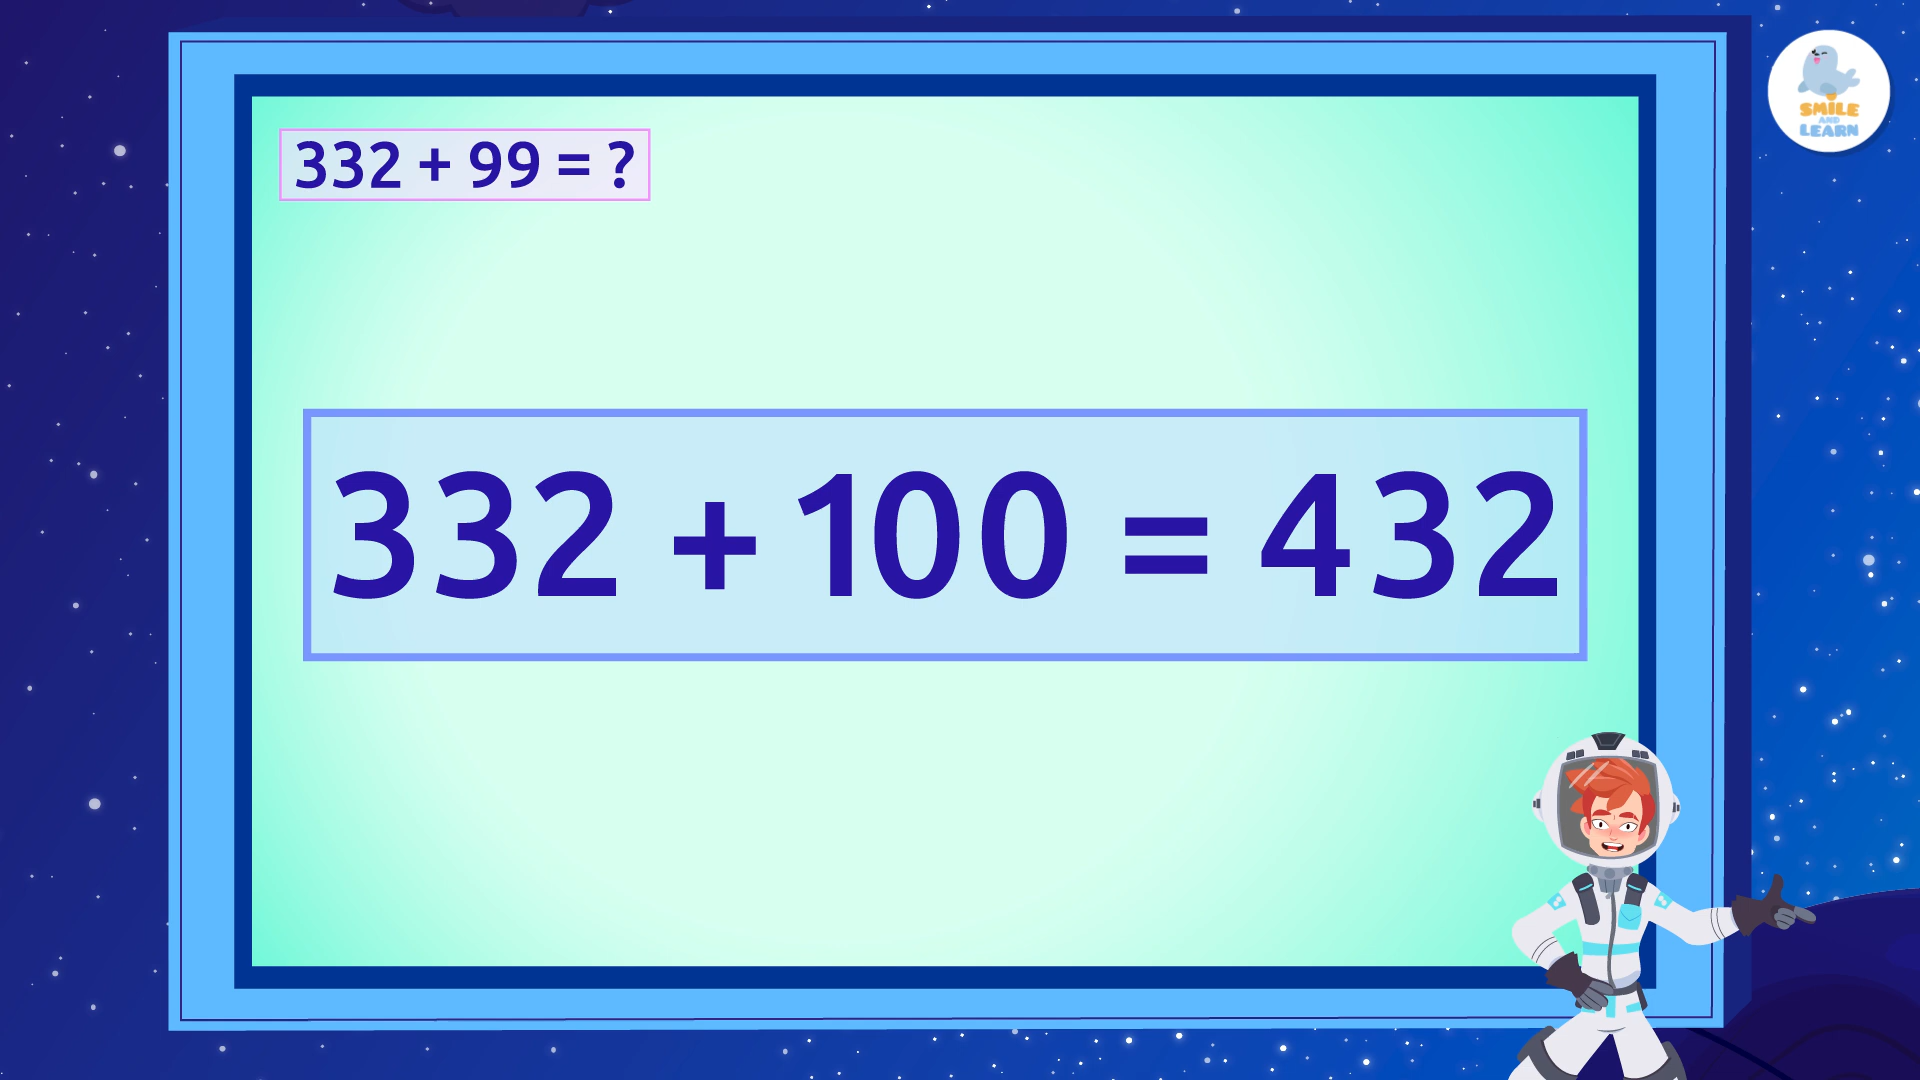 332 + 99 = ?
SMILE
AND
LEARN
332 + 100 = 432